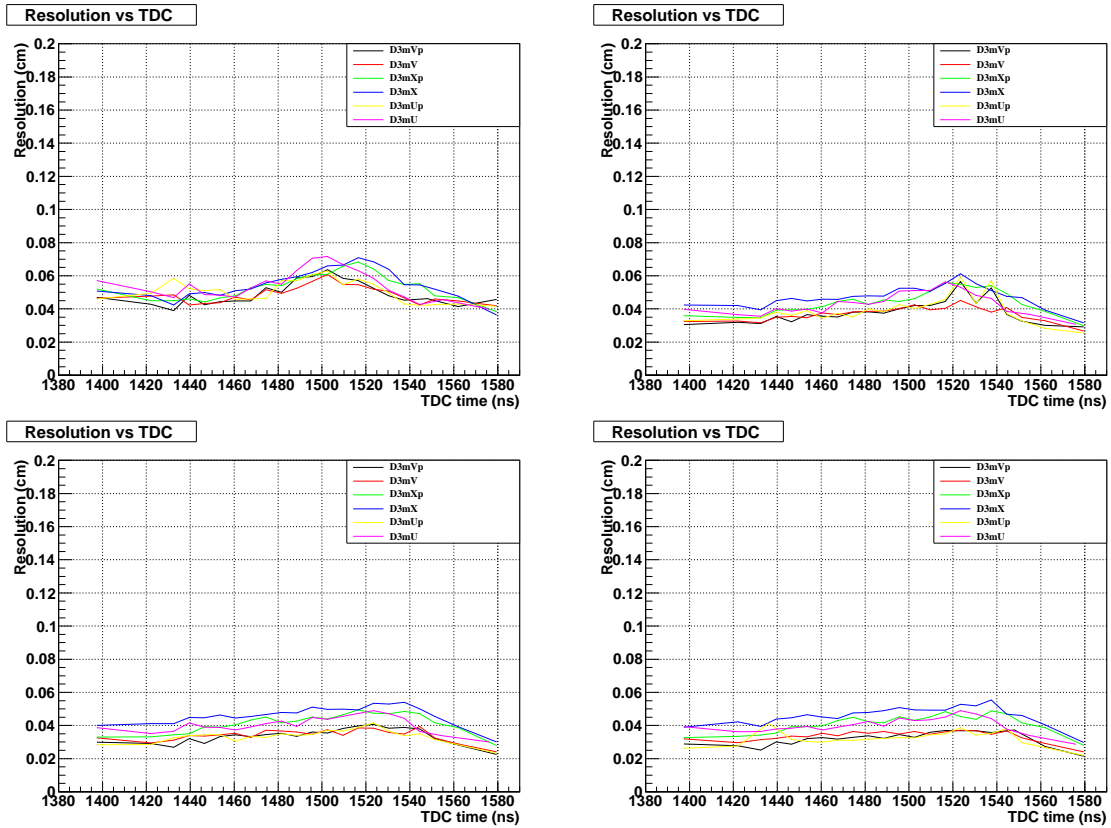 Resolution vs TDC
Resolution (cm)
0.2
0.18
0.16
0.14
0.12
0.1
0.08
0.06
0.04
0.02
0
1380 1400 1420 1440 1460 1480 1500 1520 1540 1560 1580
TDC time (ns)
D3mVp
D3mV
D3mXp
D3mX
D3mUp
D3mU
Resolution vs TDC
Resolution (cm)
0.2
0.18
0.16
0.14
0.12
0.1
0.08
0.06
0.04
0.02
0
1380 1400 1420 1440 1460 1480 1500 1520 1540 1560 1580
TDC time (ns)
D3mVp
D3mV
D3mXp
D3mX
D3mUp
D3mU
Resolution vs TDC
Resolution (cm)
0.2
0.18
0.16
0.14
0.12
0.1
0.08
0.06
0.04
0.02
0
1380 1400 1420 1440 1460 1480 1500 1520 1540 1560 1580
TDC time (ns)
D3mVp
D3mV
D3mXp
D3mX
D3mUp
D3mU
Resolution vs TDC
Resolution (cm)
0.2
0.18
0.16
0.14
0.12
0.1
0.08
0.06
0.04
0.02
0
1380 1400 1420 1440 1460 1480 1500 1520 1540 1560 1580
TDC time (ns)
D3mVp
D3mV
D3mXp
D3mX
D3mUp
D3mU